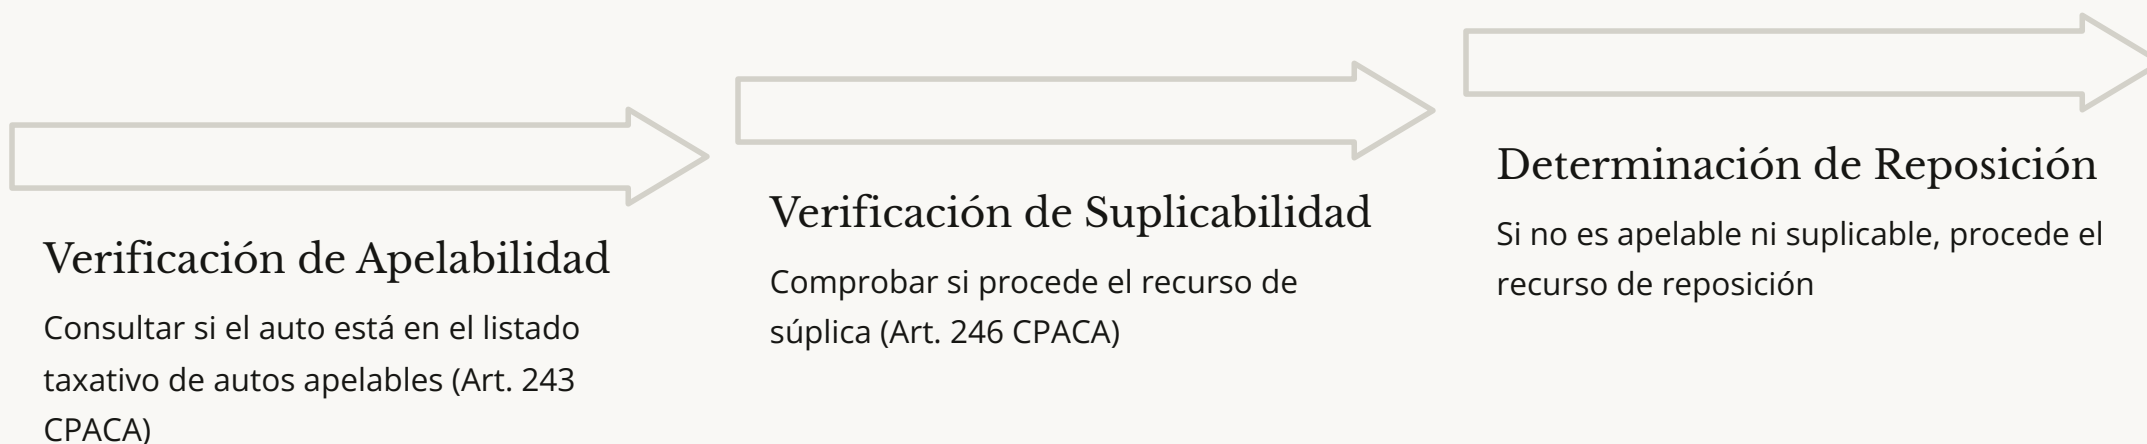 Verificación de Apelabilidad
Consultar si el auto está en el listado
taxativo de autos apelables (Art. 243
CPACA)
Verificación de Suplicabilidad
Comprobar si procede el recurso de
súplica (Art. 246 CPACA)
Determinación de Reposición
Si no es apelable ni suplicable, procede el
recurso de reposición